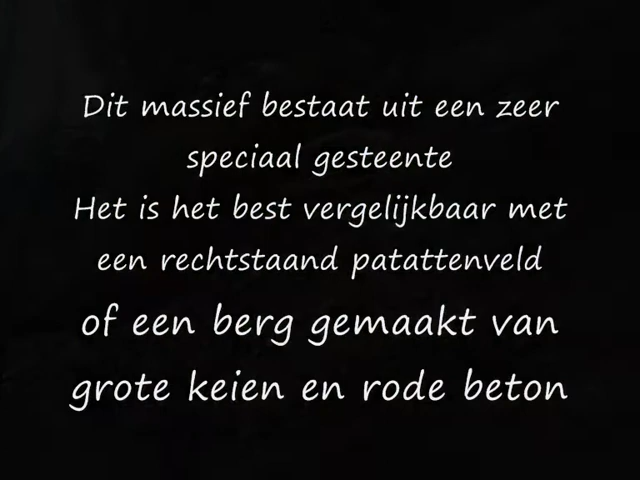 Dit massief bestaat uit een zeer
speciaal gesteente
Het is het best vergelijkbaar met
een rechtstaand patattenveld
of een berg gemaakt van
grote keien en rode beton